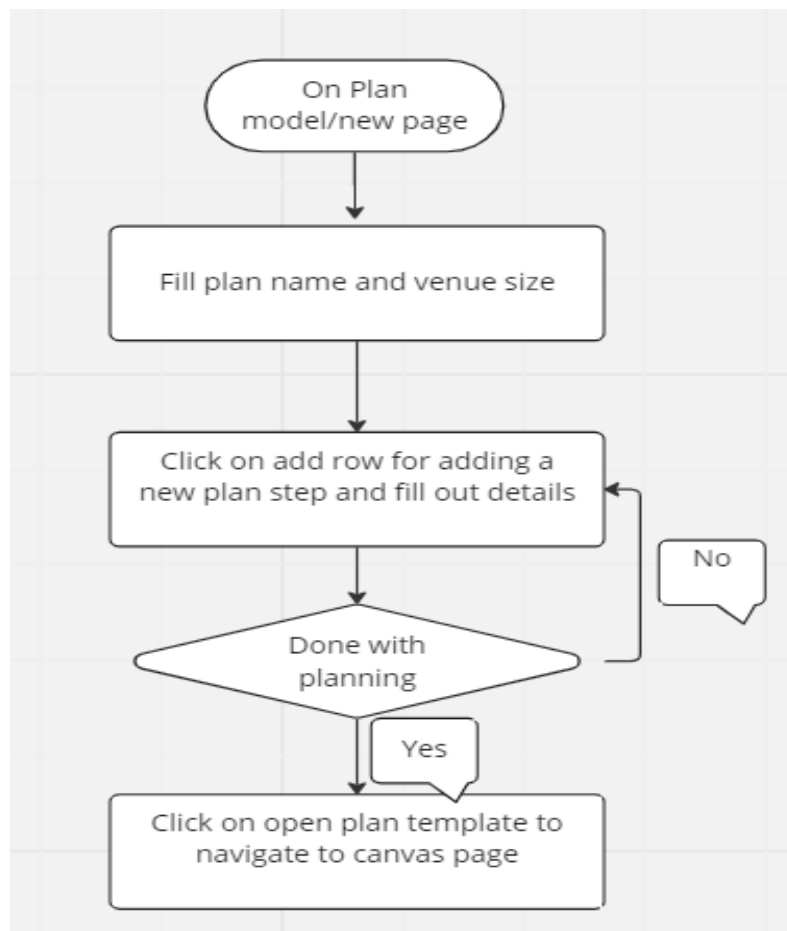 On Plan
model/new page
Fill plan name and venue size
Click on add row for adding a
new plan step and fill out details
No
Done with
planning
Yes
Click on open plan template to
navigate to canvas page